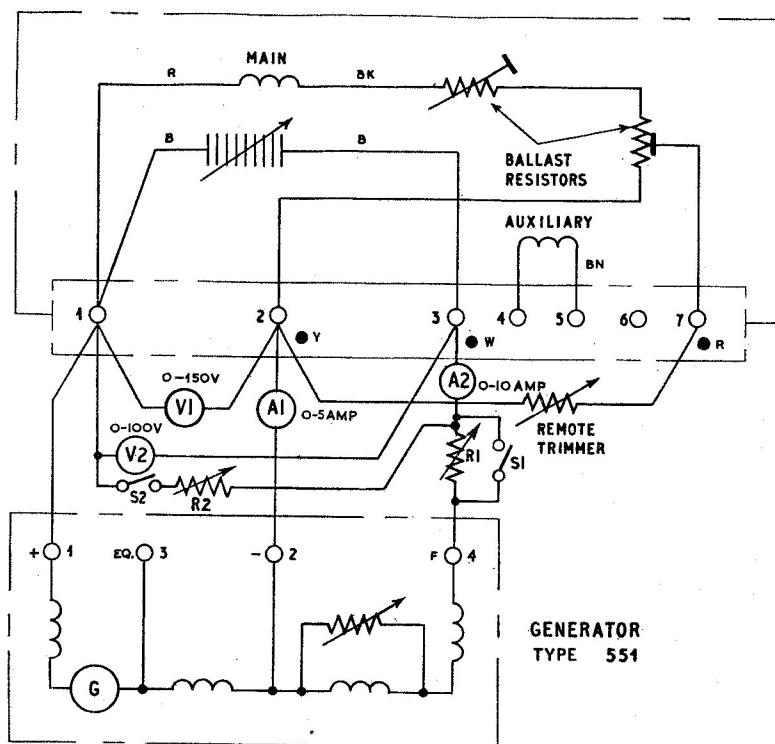 MAIN
R
BK
B
B
BALLAST
RESISTORS
AUXILIARY
BN
1
2
3
4
5
6
7
Y
W
R
0-150V
V1
A1
0-5AMP
A2
0-10AMP
REMOTE
TRIMMER
0-100V
V2
S2
R2
R1
S1
+ 1
EQ. 3
- 2
F 4
G
GENERATOR
TYPE 551